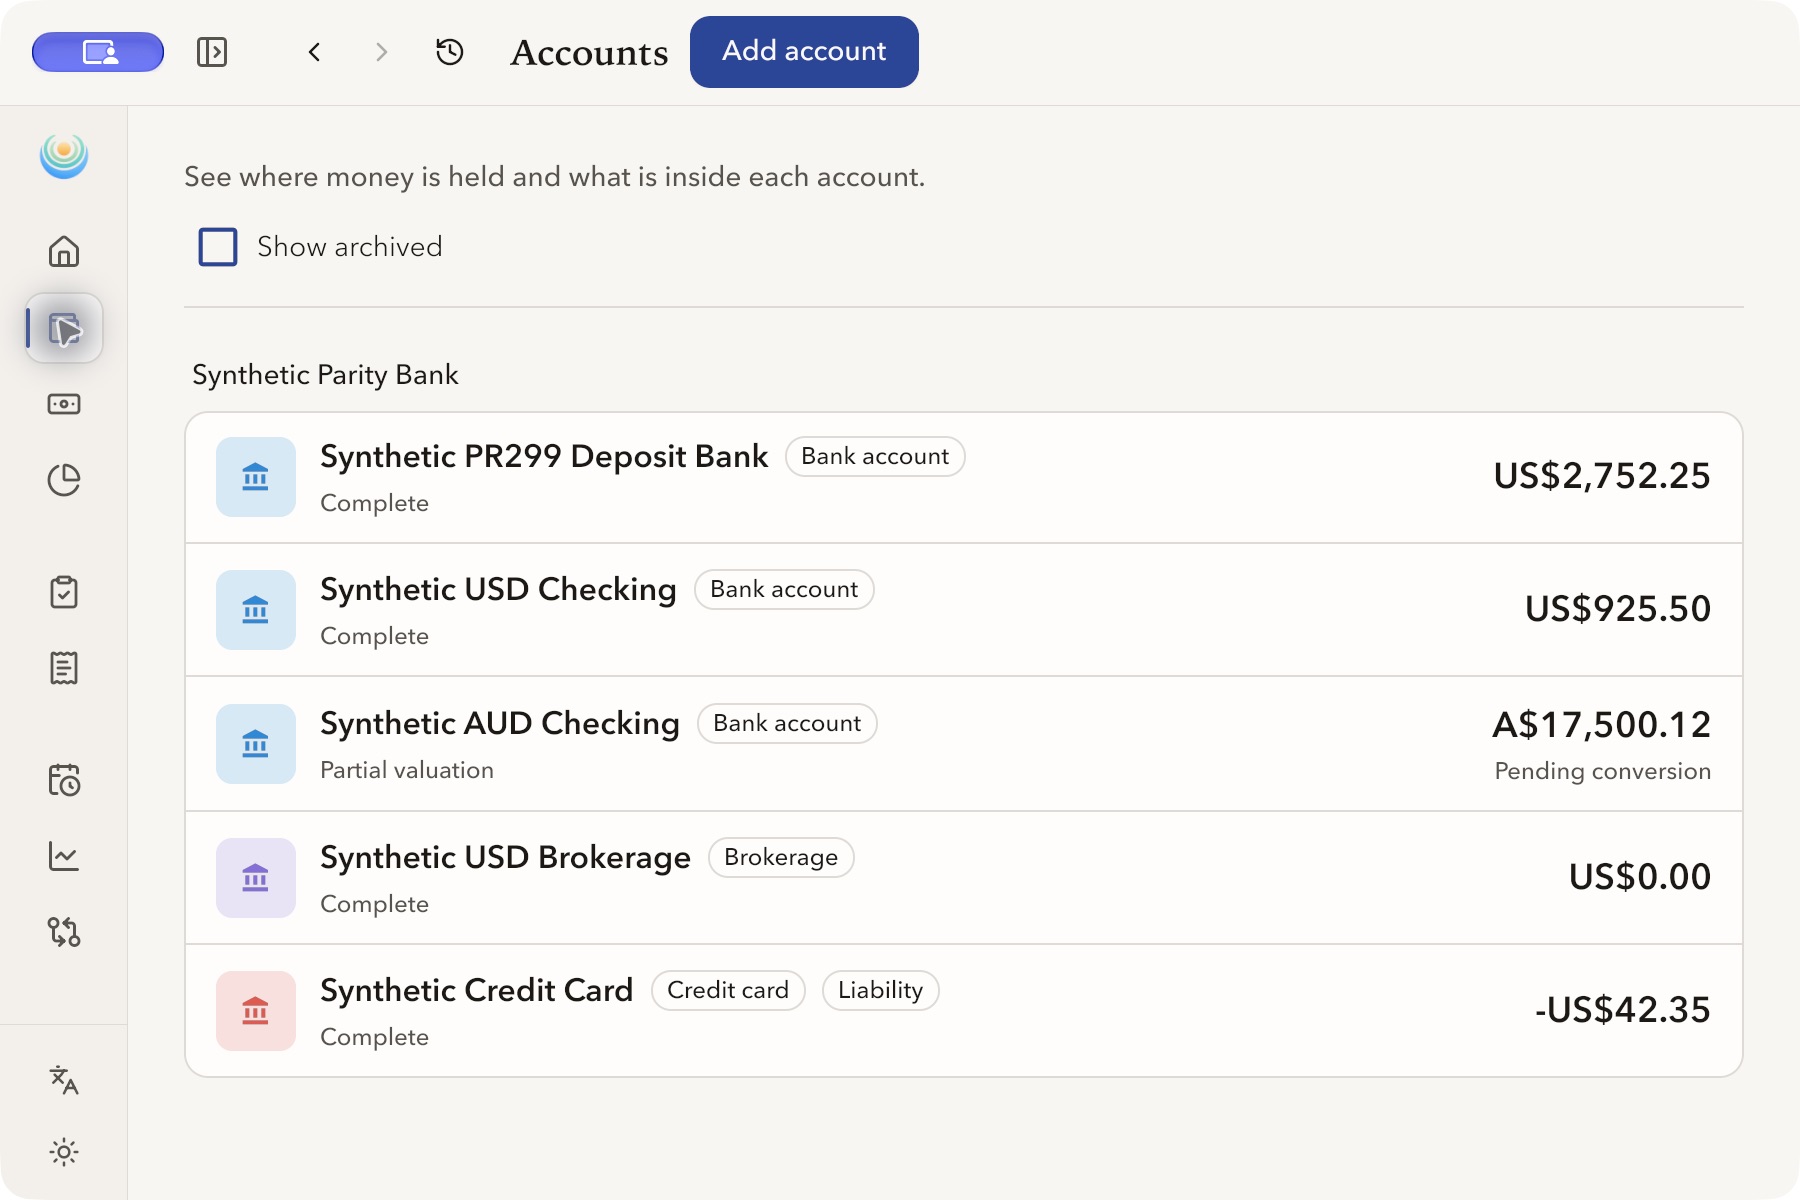 Accounts
Add account
See where money is held and what is inside each account.
Show archived
Synthetic Parity Bank
Synthetic PR299 Deposit Bank Bank account
Complete
US$2,752.25
Synthetic USD Checking Bank account
Complete
US$925.50
Synthetic AUD Checking Bank account
Partial valuation
A$17,500.12
Pending conversion
Synthetic USD Brokerage Brokerage
Complete
US$0.00
Synthetic Credit Card Credit card Liability
Complete
-US$42.35